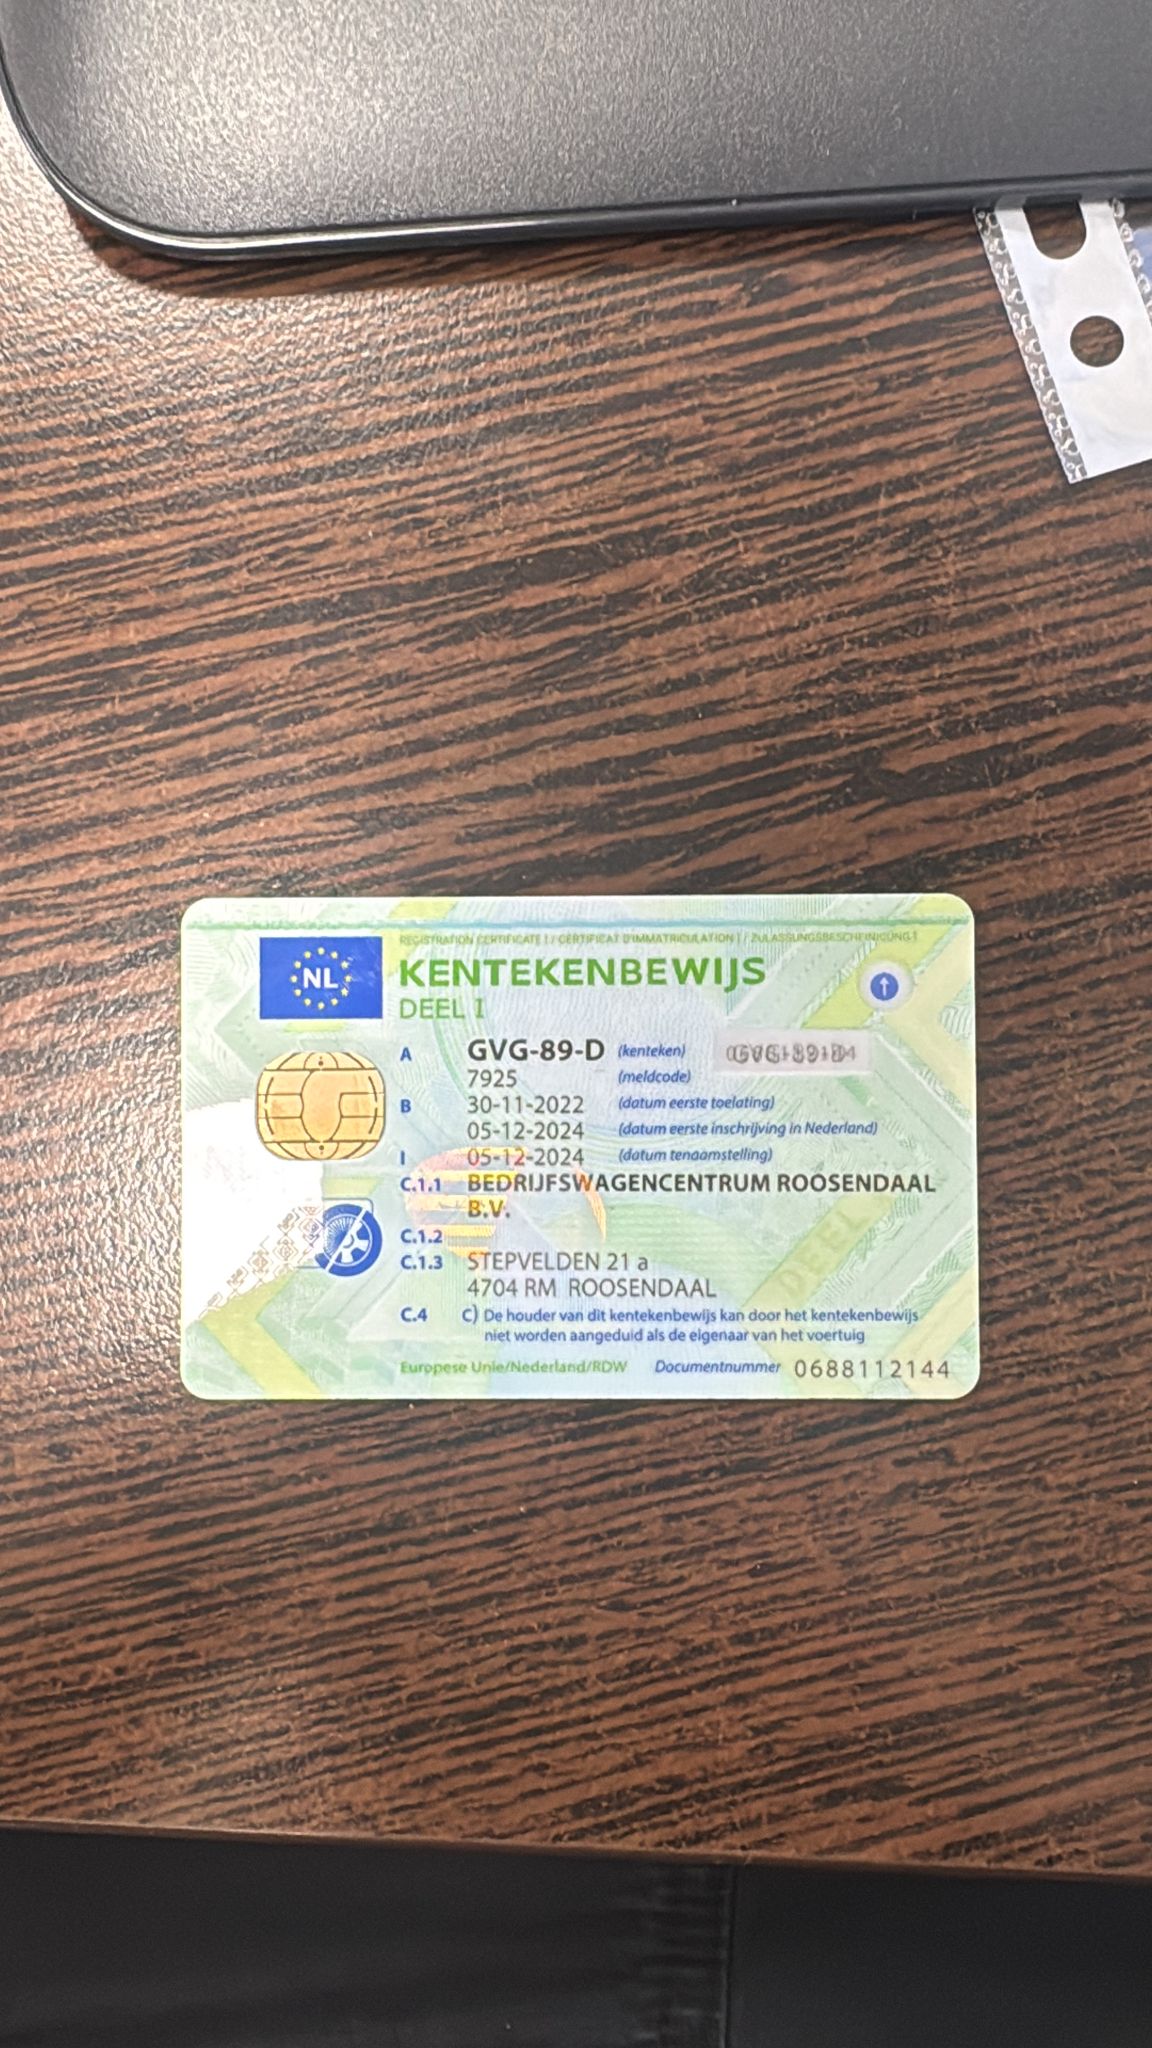 REGISTRATION CERTIFICATE I / CERTIFICAT D'IMMATRICULATION I / ZULASSUNGSBESCHEINIGUNG I
NL
KENTEKENBEWIJS
DEEL I
A GVG-89-D (kenteken)
7925 (meldcode)
B 30-11-2022 (datum eerste toelating)
05-12-2024 (datum eerste inschrijving in Nederland)
I 05-12-2024 (datum tenaamstelling)
C.1.1 BEDRIJFSWAGENCENTRUM ROOSENDAAL
B.V.
C.1.2
C.1.3 STEPVELDEN 21 a
4704 RM ROOSENDAAL
DEEL
C.4 C) De houder van dit kentekenbewijs kan door het kentekenbewijs
niet worden aangeduid als de eigenaar van het voertuig
Europese Unie/Nederland/RDW Documentnummer 0688112144